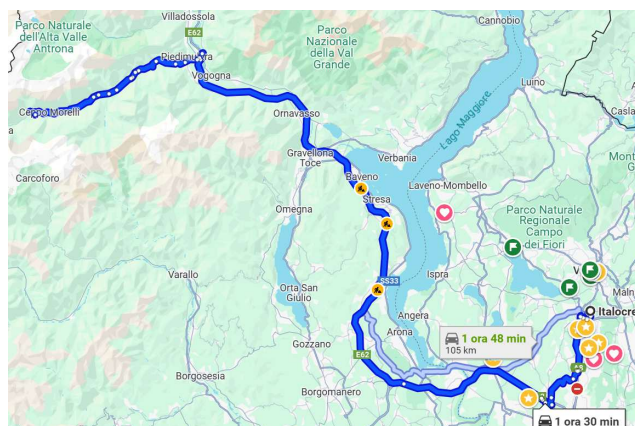 Cannobio
Villadossola
Parco Naturale
dell'Alta Valle
Antrona
E62
Parco
Nazionale
della Val
Grande
Piedimulera
Vogogna
Luino
Ceppo Morelli
Ornavasso
Lago Maggiore
Gravellona
Toce
Verbania
Carcoforo
Baveno
Laveno-Mombello
Stresa
Omegna
Parco Naturale
Regionale
Campo
dei Fiori
Varallo
Ispra
SS33
Orta San
Giulio
Angera
Italocre
Arona
1 ora 48 min
105 km
Gozzano
E62
Borgosesia
Borgomanero
A8
1 ora 30 min